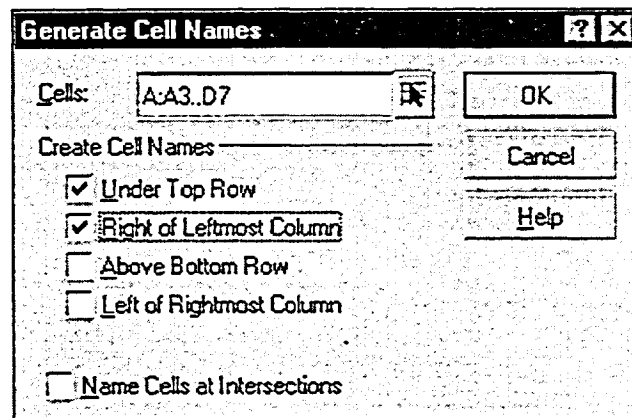 Generate Cell Names ? X
Cells: A:A3..D7 OK
Create Cell Names Cancel
Under Top Row
Right of Leftmost Column Help
Above Bottom Row
Left of Rightmost Column
Name Cells at Intersections